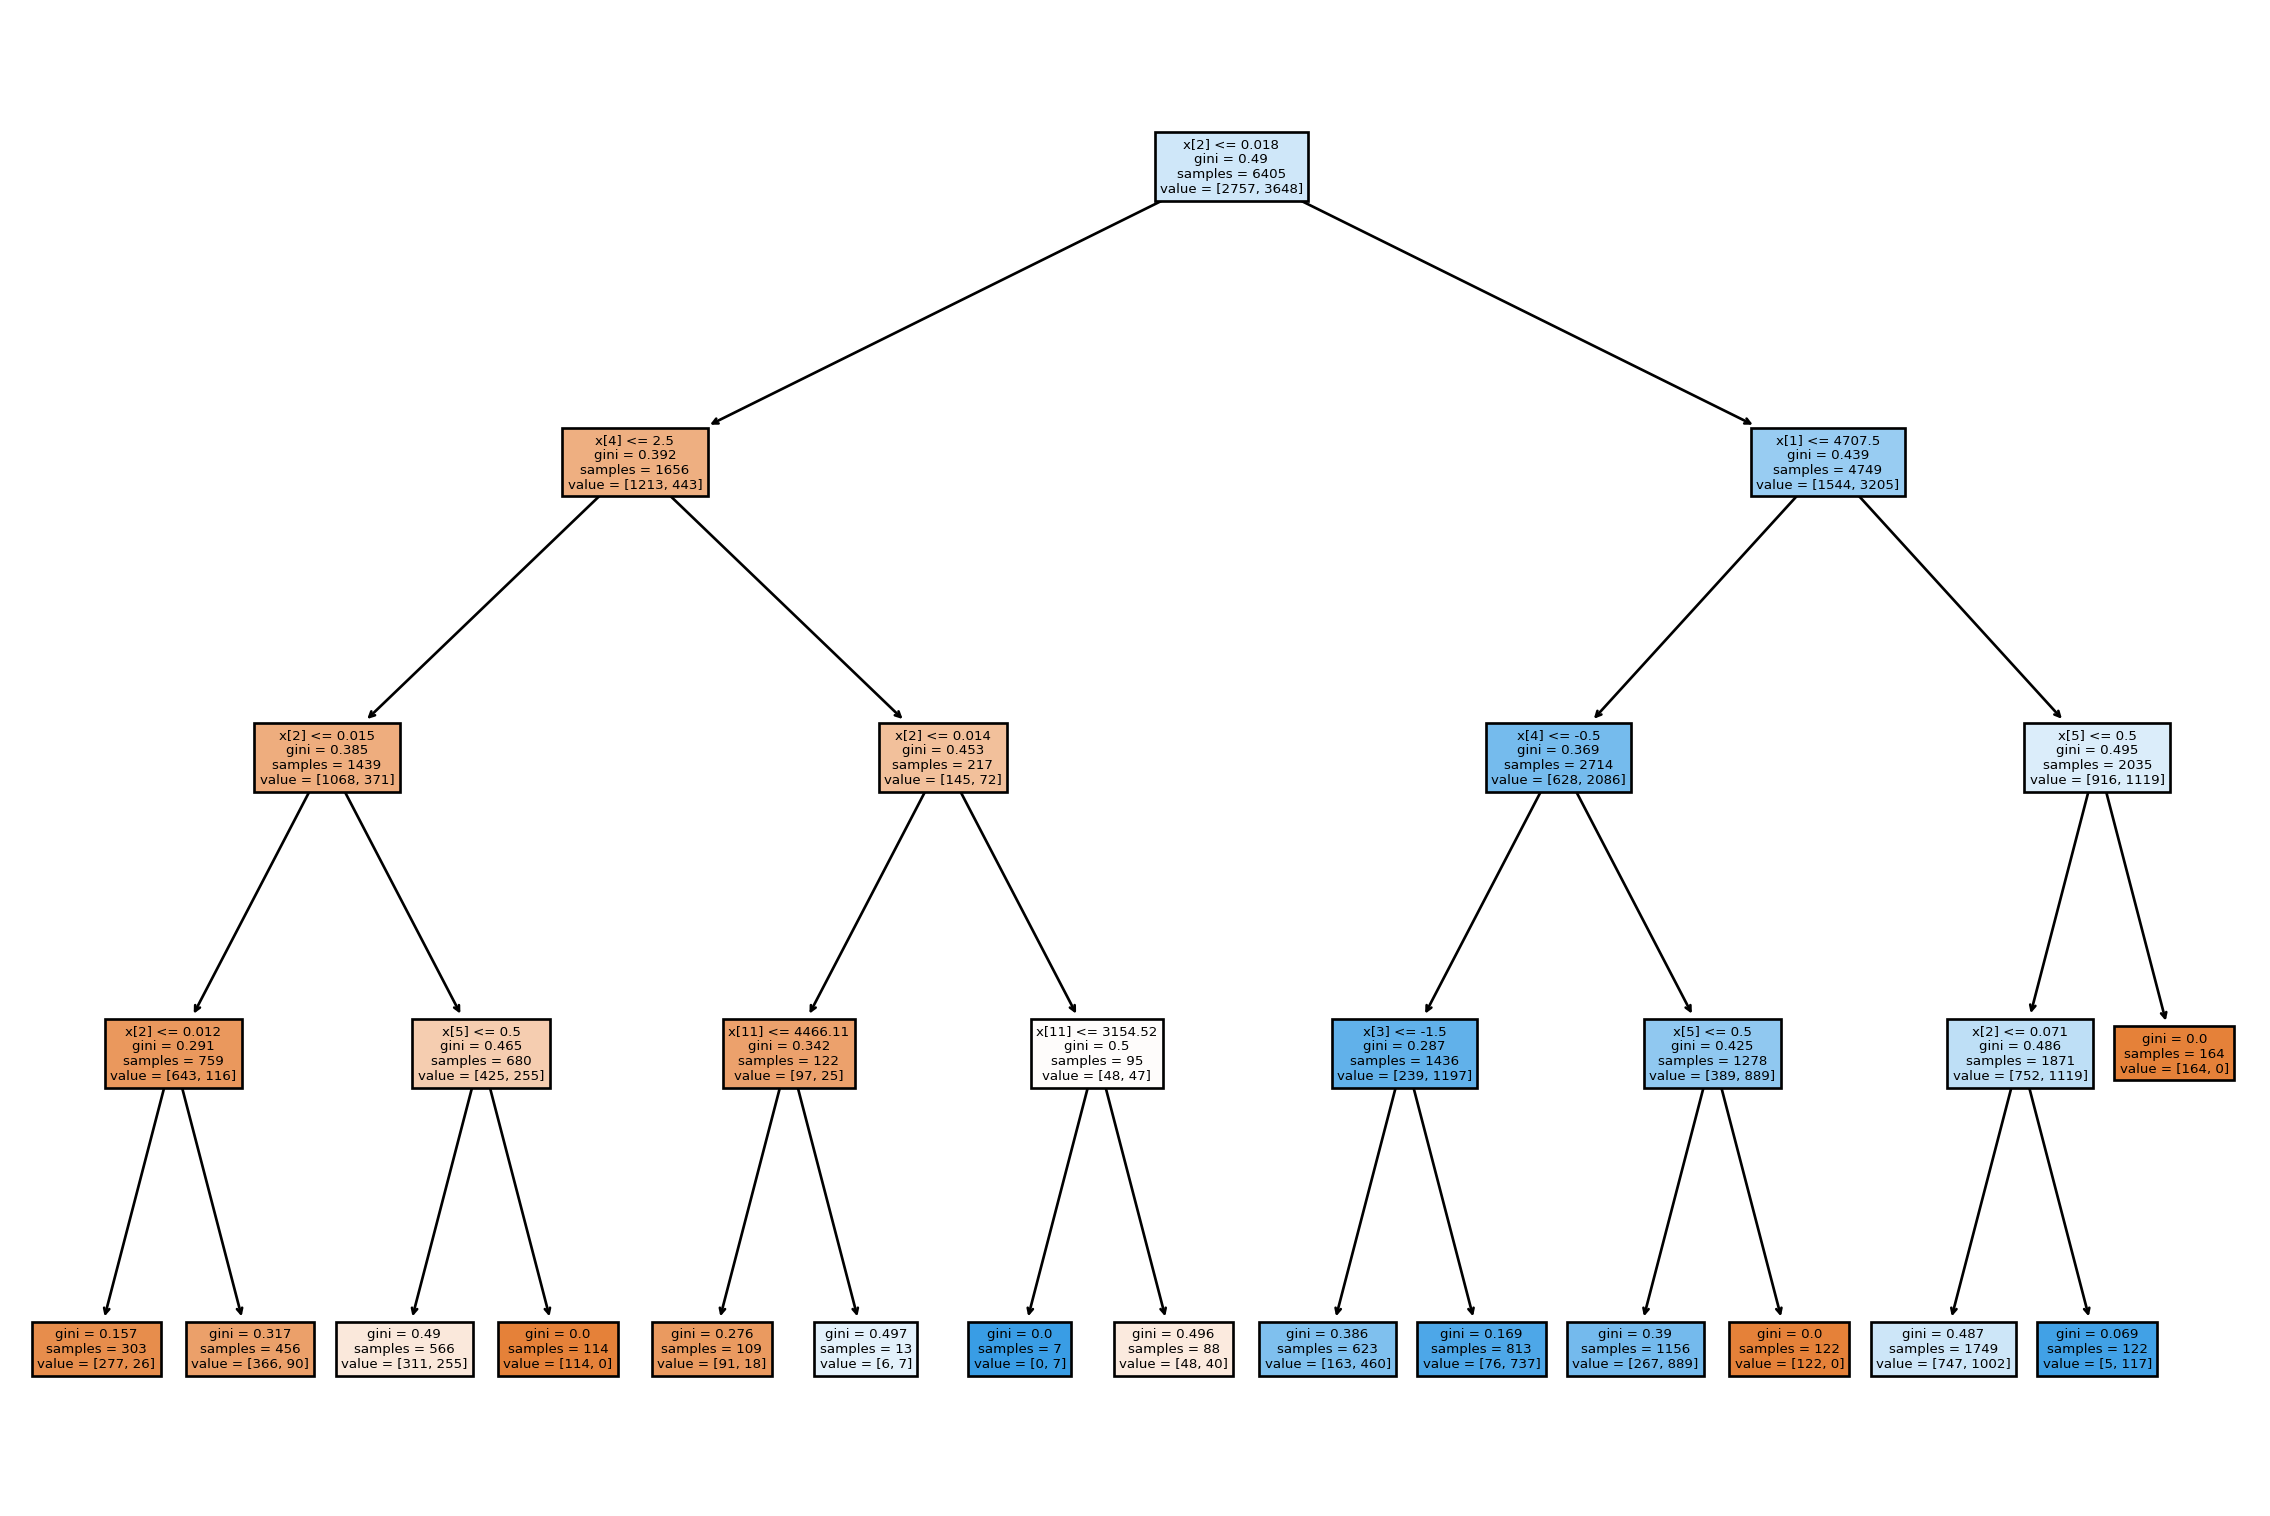 x[2] <= 0.018
gini = 0.49
samples = 6405
value = [2757, 3648]
x[4] <= 2.5
gini = 0.392
samples = 1656
value = [1213, 443]
x[1] <= 4707.5
gini = 0.439
samples = 4749
value = [1544, 3205]
x[2] <= 0.015
gini = 0.385
samples = 1439
value = [1068, 371]
x[2] <= 0.014
gini = 0.453
samples = 217
value = [145, 72]
x[4] <= -0.5
gini = 0.369
samples = 2714
value = [628, 2086]
x[5] <= 0.5
gini = 0.495
samples = 2035
value = [916, 1119]
x[2] <= 0.012
gini = 0.291
samples = 759
value = [643, 116]
x[5] <= 0.5
gini = 0.465
samples = 680
value = [425, 255]
x[11] <= 4466.11
gini = 0.342
samples = 122
value = [97, 25]
x[11] <= 3154.52
gini = 0.5
samples = 95
value = [48, 47]
x[3] <= -1.5
gini = 0.287
samples = 1436
value = [239, 1197]
x[5] <= 0.5
gini = 0.425
samples = 1278
value = [389, 889]
x[2] <= 0.071
gini = 0.486
samples = 1871
value = [752, 1119]
gini = 0.0
samples = 164
value = [164, 0]
gini = 0.157
samples = 303
value = [277, 26]
gini = 0.317
samples = 456
value = [366, 90]
gini = 0.49
samples = 566
value = [311, 255]
gini = 0.0
samples = 114
value = [114, 0]
gini = 0.276
samples = 109
value = [91, 18]
gini = 0.497
samples = 13
value = [6, 7]
gini = 0.0
samples = 7
value = [0, 7]
gini = 0.496
samples = 88
value = [48, 40]
gini = 0.386
samples = 623
value = [163, 460]
gini = 0.169
samples = 813
value = [76, 737]
gini = 0.39
samples = 1156
value = [267, 889]
gini = 0.0
samples = 122
value = [122, 0]
gini = 0.487
samples = 1749
value = [747, 1002]
gini = 0.069
samples = 122
value = [5, 117]